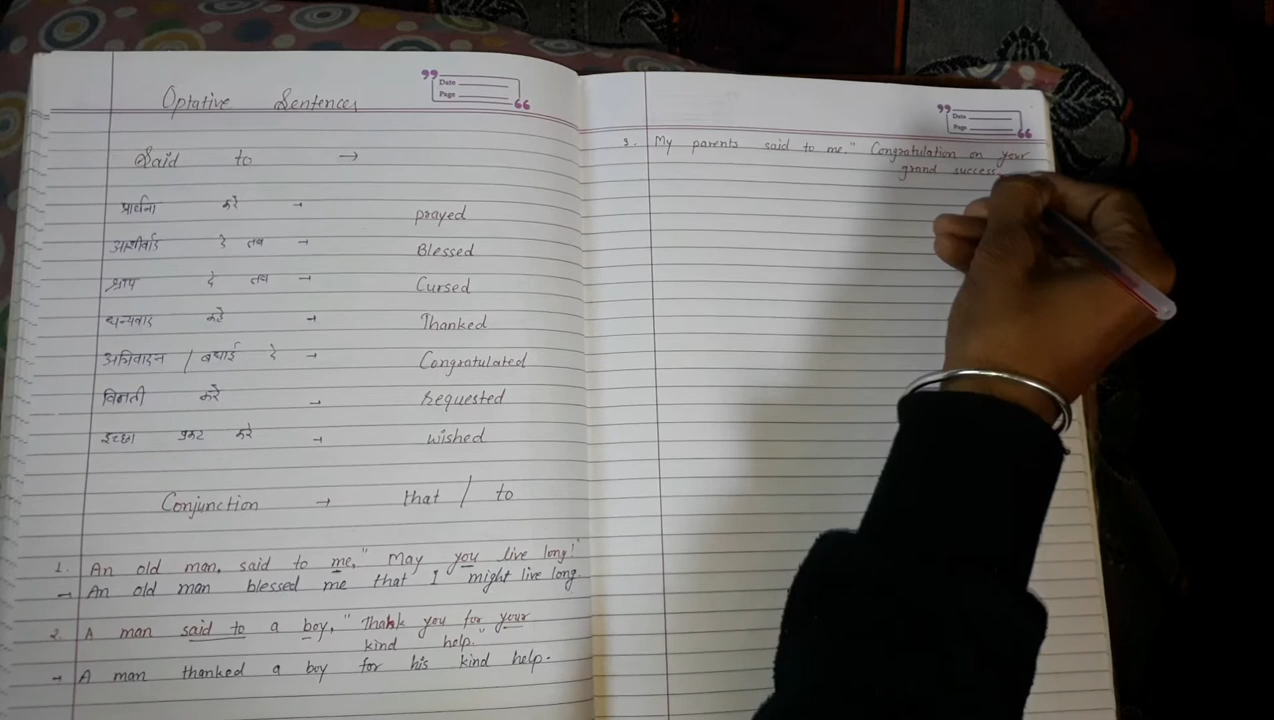 Optative Sentences
Date
Page
Said to →
प्रार्थना करे → prayed
आशीर्वाद दे तब → Blessed
श्राप दे तब → Cursed
धन्यवाद कहे → Thanked
अभिवादन / बधाई दे → Congratulated
विनती करे → requested
इच्छा प्रकट करे → wished
Conjunction → that / to
1. An old man, said to me, " May you live long!"
→ An old man blessed me that I might live long.
2. A man said to a boy, " Thank you for your
kind help."
→ A man thanked a boy for his kind help.
Date
Page
3. My parents said to me." Congratulation on your
grand success.